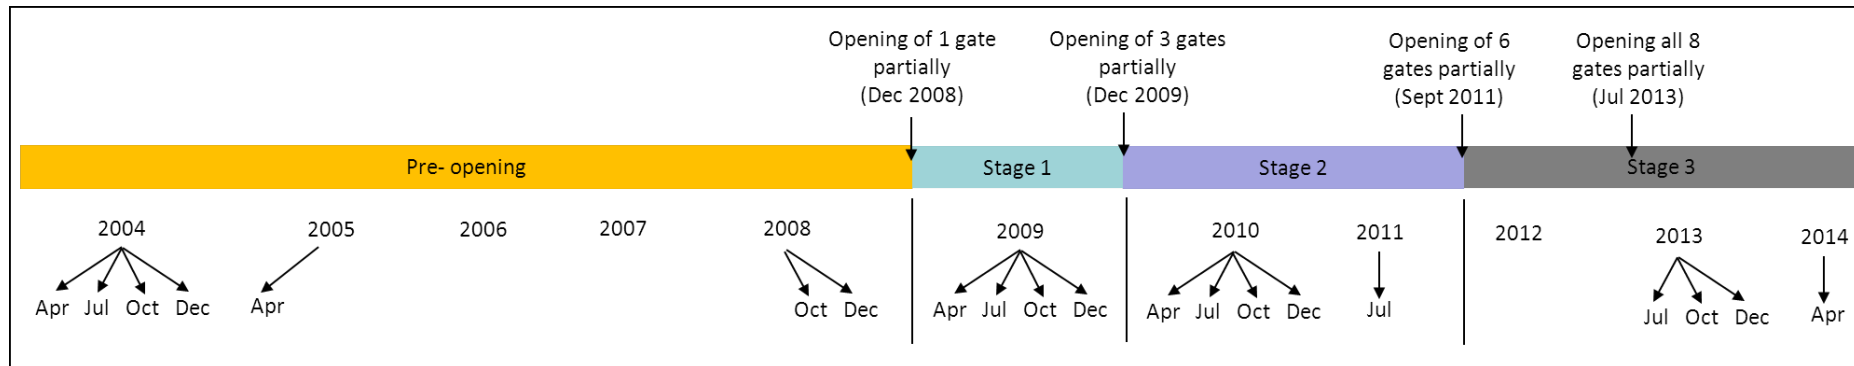 Opening of 1 gate
partially
(Dec 2008)
Opening of 3 gates
partially
(Dec 2009)
Opening of 6
gates partially
(Sept 2011)
Opening all 8
gates partially
(Jul 2013)
Pre- opening
Stage 1
Stage 2
Stage 3
2004
2005
2006
2007
2008
2009
2010
2011
2012
2013
2014
Apr Jul Oct Dec
Apr
Oct Dec
Apr Jul Oct Dec
Apr Jul Oct Dec
Jul
Jul Oct Dec
Apr